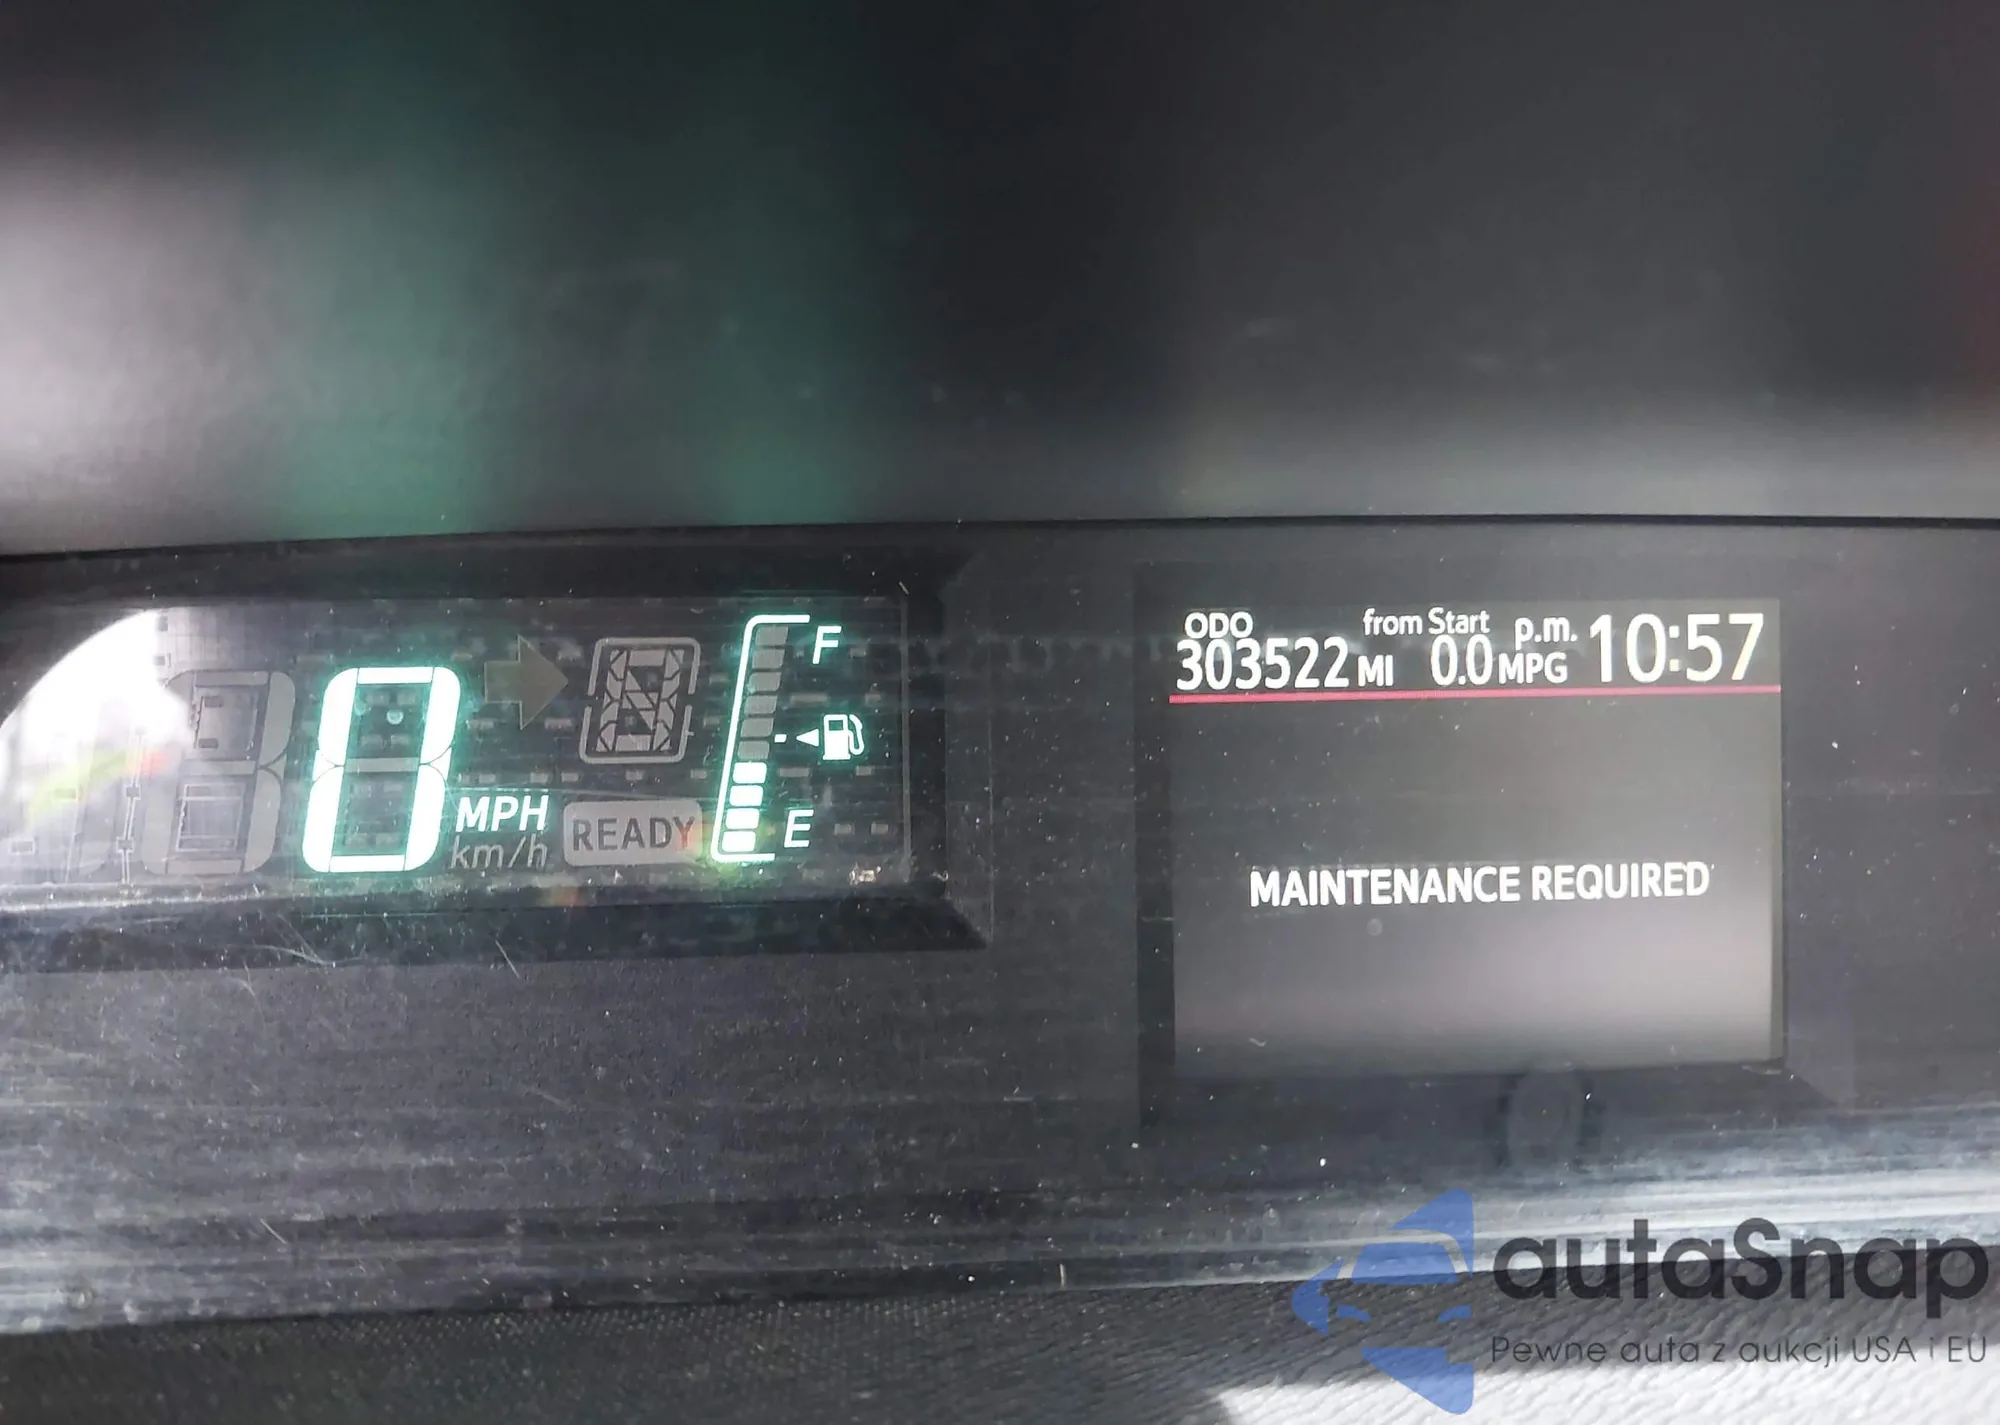 0 MPH
km/h
READY
F
E
ODO from Start p.m. 10:57
303522 MI 0.0 MPG
MAINTENANCE REQUIRED
autaSnap
Pewne auta z aukcji USA i EU